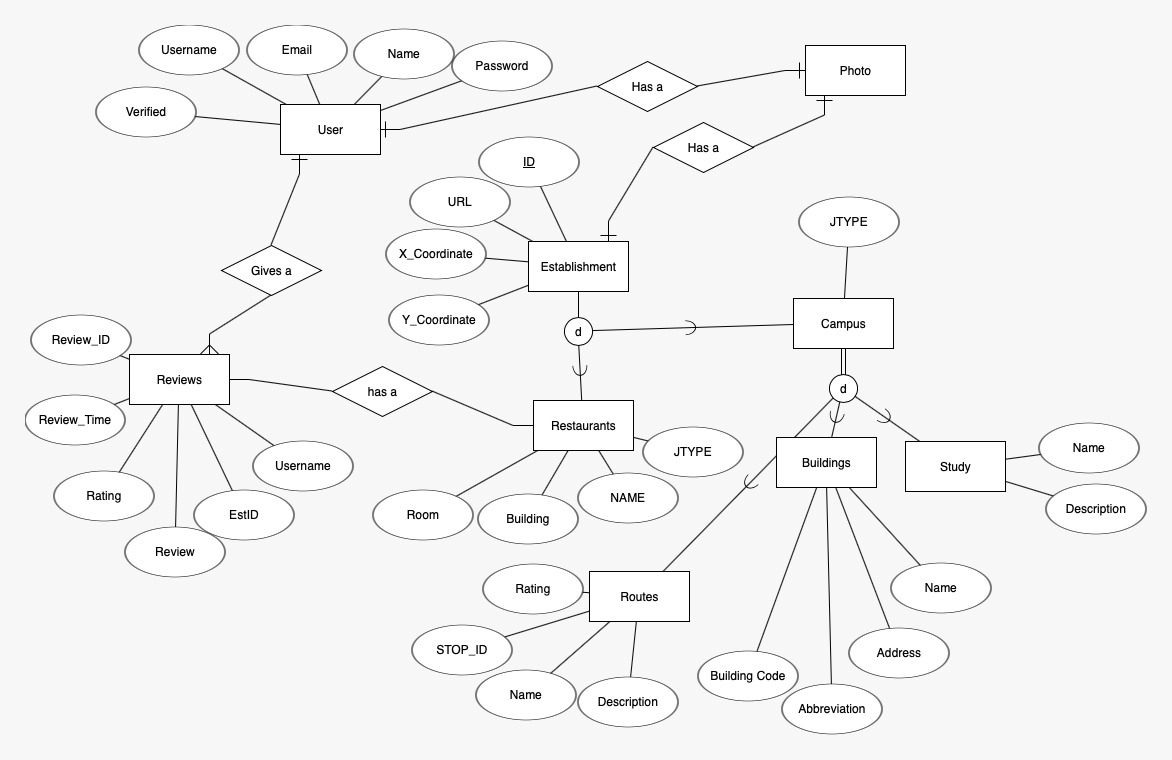 Username
Email
Name
Password
Verified
User
Has a
Photo
Has a
ID
URL
X_Coordinate
Y_Coordinate
Establishment
JTYPE
Campus
d
d
Gives a
Review_ID
Reviews
Review_Time
has a
Restaurants
Rating
Username
EstID
Review
Room
Building
NAME
JTYPE
Buildings
Study
Name
Description
Rating
Routes
STOP_ID
Name
Description
Building Code
Abbreviation
Address
Name